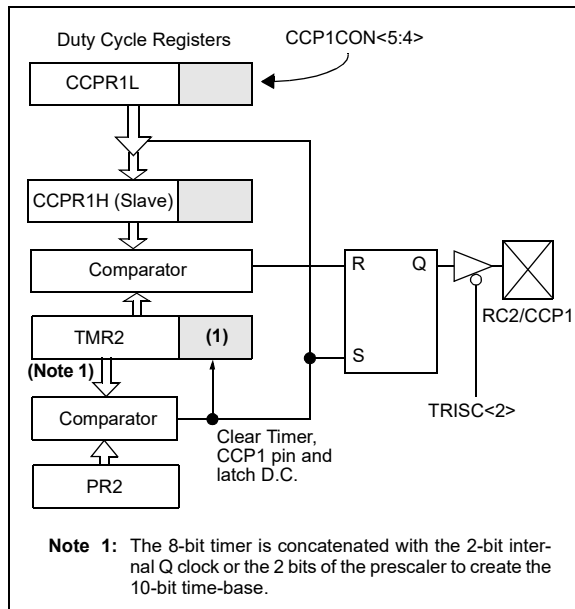 Duty Cycle Registers
CCP1CON<5:4>
CCPR1L
CCPR1H (Slave)
Comparator
R
Q
RC2/CCP1
TMR2
(1)
(Note 1)
S
Comparator
TRISC<2>
Clear Timer,
CCP1 pin and
latch D.C.
PR2
Note 1: The 8-bit timer is concatenated with the 2-bit inter-
nal Q clock or the 2 bits of the prescaler to create the
10-bit time-base.